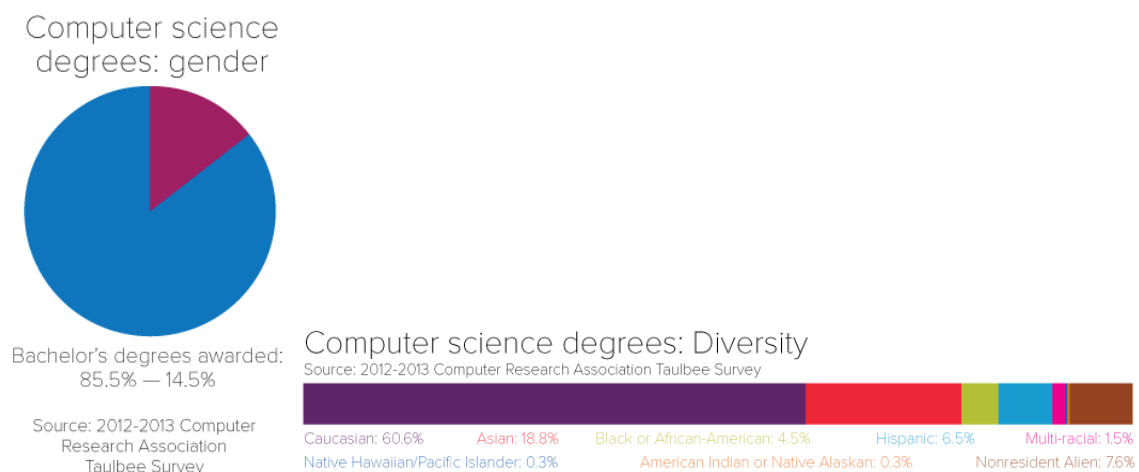 Computer science
degrees: gender
Bachelor's degrees awarded:
85.5% — 14.5%
Source: 2012-2013 Computer
Research Association
Taulbee Survey
Computer science degrees: Diversity
Source: 2012-2013 Computer Research Association Taulbee Survey
Caucasian: 60.6% Asian: 18.8% Black or African-American: 4.5% Hispanic: 6.5% Multi-racial: 1.5%
Native Hawaiian/Pacific Islander: 0.3% American Indian or Native Alaskan: 0.3% Nonresident Alien: 7.6%